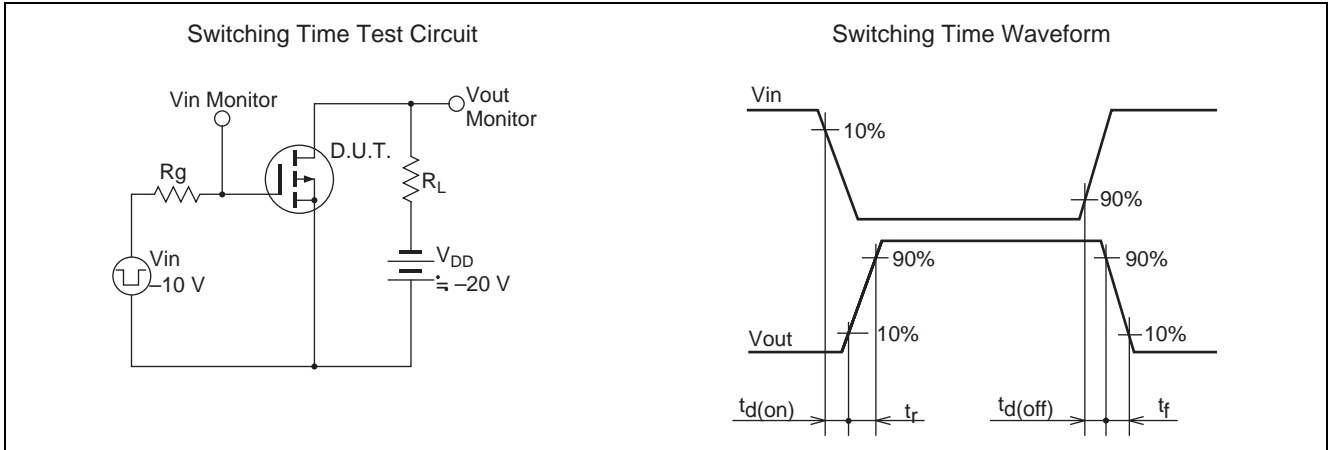 Switching Time Test Circuit
Vin Monitor
Vout
Monitor
D.U.T.
Rg
RL
Vin
–10 V
VDD
≒ –20 V
Switching Time Waveform
Vin
10%
90%
90%
90%
Vout
10%
10%
td(on)
tr
td(off)
tf